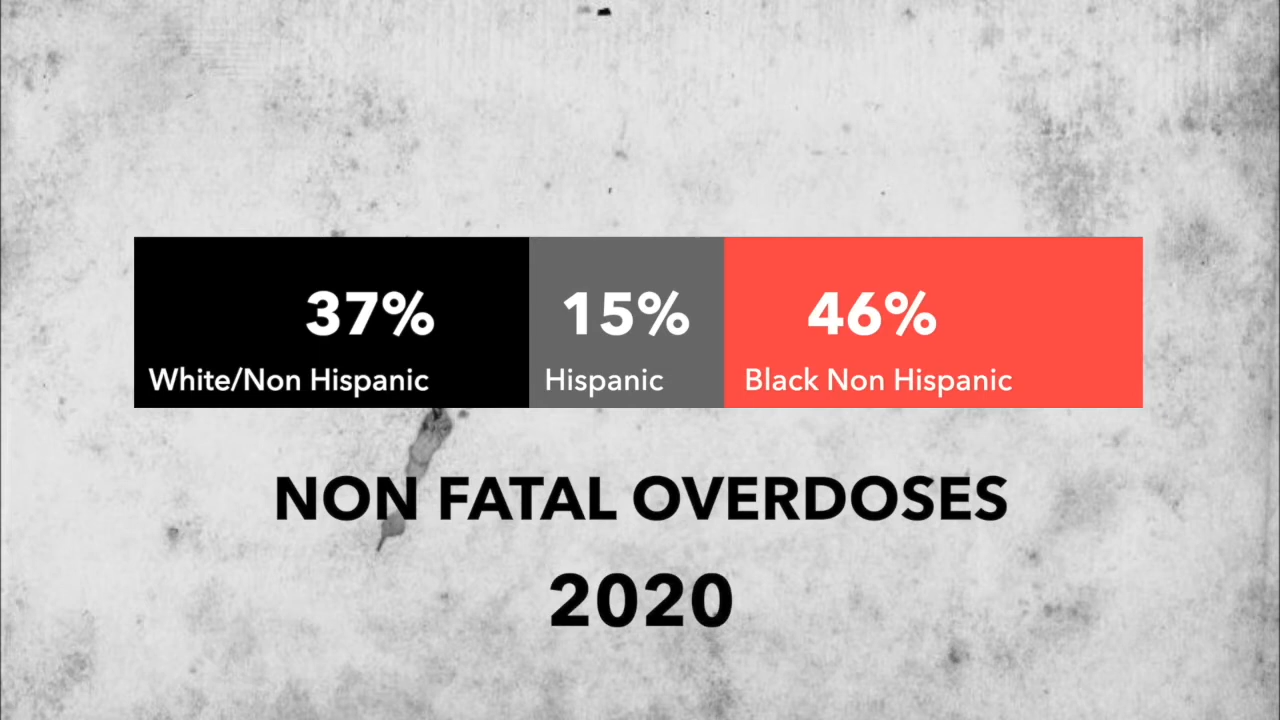 37% 15% 46%
White/Non Hispanic Hispanic Black Non Hispanic
NON FATAL OVERDOSES
2020